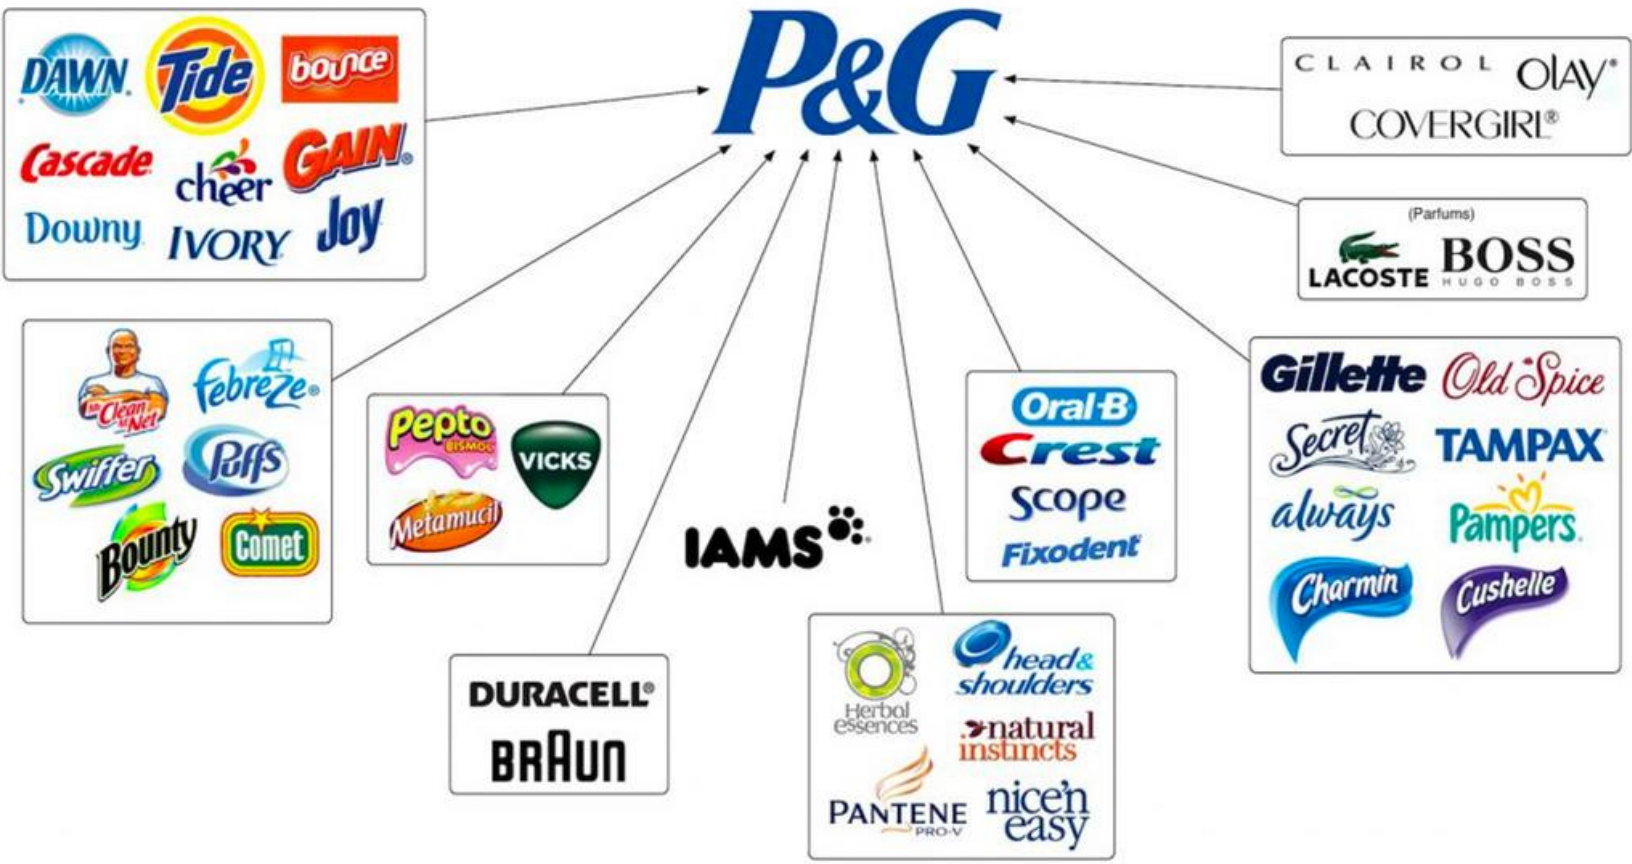 P&G
DAWN
Tide
bounce
Cascade
cheer
GAIN
Downy
IVORY
Joy
CLAIROL
OLAY
COVERGIRL
(Parfums)
LACOSTE
BOSS
HUGO BOSS
Mr Clean
M Net
febreze
Swiffer
Puffs
Bounty
Comet
Pepto
BISMOL
VICKS
Metamucil
DURACELL
BRAUN
IAMS
Herbal
essences
head&
shoulders
natural
instincts
PANTENE
PRO-V
nice'n
easy
Oral-B
Crest
Scope
Fixodent
Gillette
Old Spice
Secret
TAMPAX
always
Pampers
Charmin
Cushelle